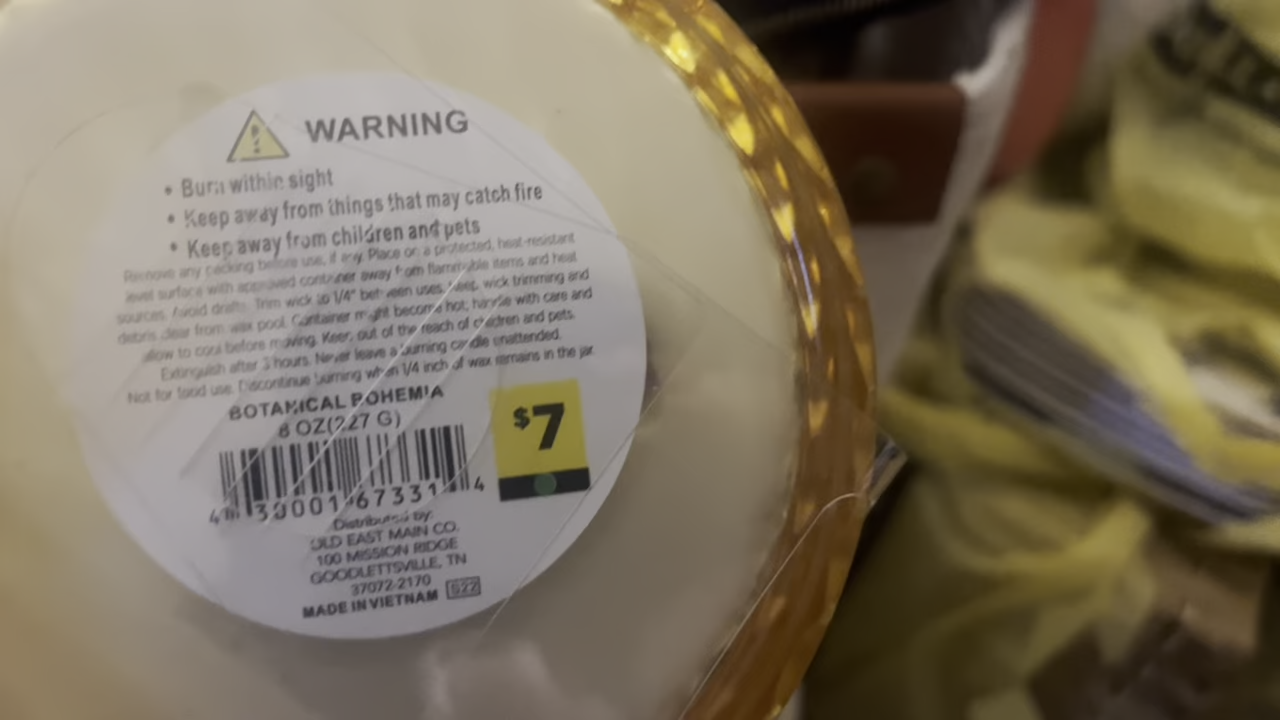 WARNING
• Burn within sight
• Keep away from things that may catch fire
• Keep away from children and pets
Remove any packing before use, if any. Place on a protected, heat-resistant
level surface with approved container away from flammable items and heat
sources. Avoid drafts. Trim wick to 1/4" between uses. Keep wick trimming and
debris clear from wax pool. Container might become hot; handle with care and
allow to cool before moving. Keep out of the reach of children and pets.
Extinguish after 3 hours. Never leave a burning candle unattended.
Not for food use. Discontinue burning when 1/4 inch of wax remains in the jar.
BOTANICAL BOHEMIA
8 OZ(227 G)
$7
67331 4
Distributed by:
OLD EAST MAIN CO.
100 MISSION RIDGE
GOODLETTSVILLE, TN
37072-2170
MADE IN VIETNAM S22